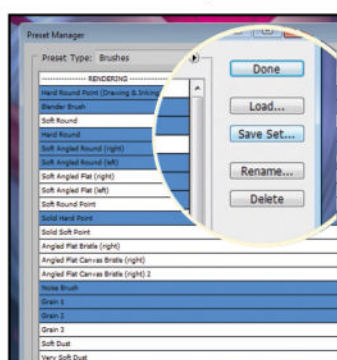 Preset Manager
Preset Type: Brushes
RENDERING
Hard Round Point (Drawing & Inking
Blender Brush
Soft Round
Hard Round
Soft Angled Round (right)
Soft Angled Round (left)
Soft Angled Flat (right)
Soft Angled Flat (left)
Soft Round Point
Solid Hard Point
Solid Soft Point
Angled Flat Bristle (right)
Angled Flat Canvas Bristle (right)
Angled Flat Canvas Bristle (right) 2
Noise Brush
Grain 1
Grain 2
Grain 3
Soft Dust
Very Soft Dust
Done
Load...
Save Set...
Rename...
Delete